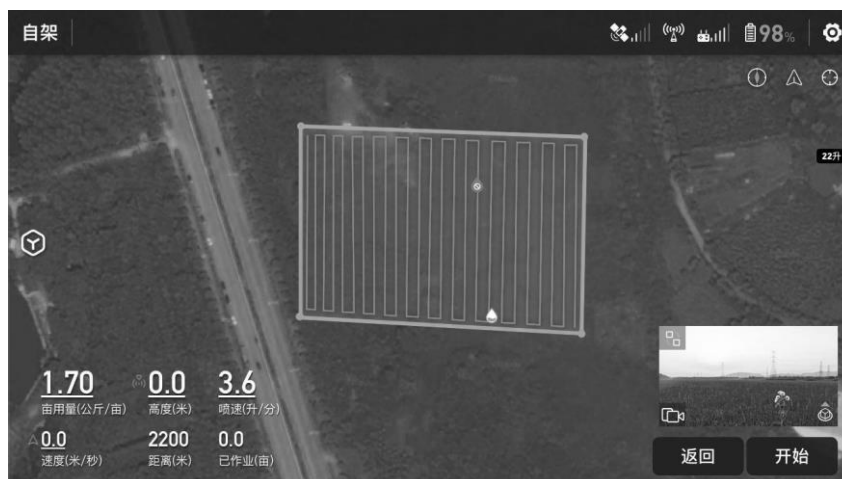 自架
98%
22升
1.70
亩用量(公斤/亩)
0.0
高度(米)
3.6
喷速(升/分)
0.0
速度(米/秒)
2200
距离(米)
0.0
已作业(亩)
返回
开始